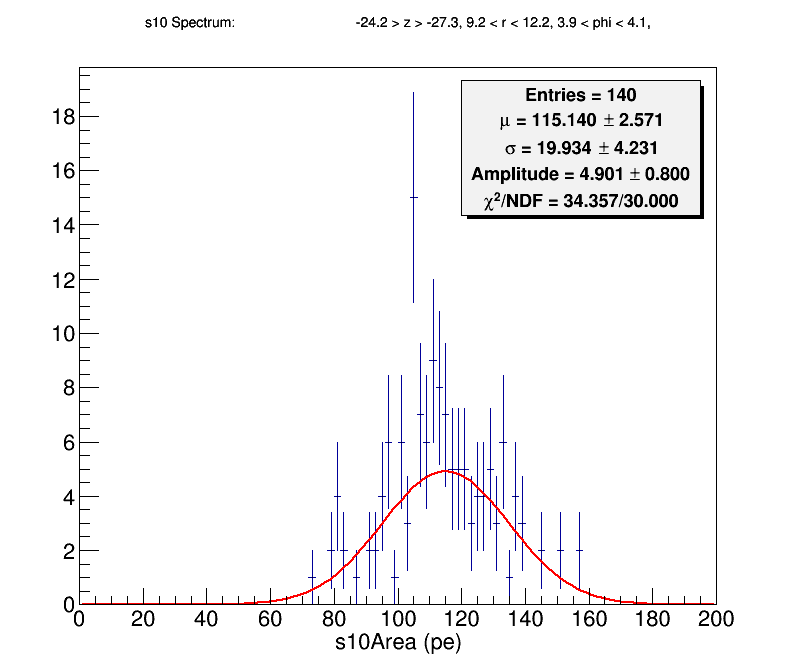 s10 Spectrum: -24.2 > z > -27.3, 9.2 < r < 12.2, 3.9 < phi < 4.1,
Entries = 140
μ = 115.140 ± 2.571
σ = 19.934 ± 4.231
Amplitude = 4.901 ± 0.800
χ²/NDF = 34.357/30.000
18
16
14
12
10
8
6
4
2
0
0 20 40 60 80 100 120 140 160 180 200
s10Area (pe)